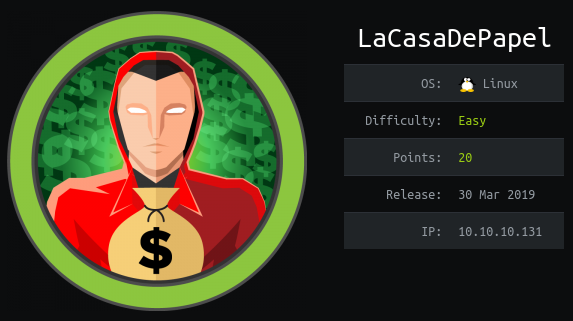 LaCasaDePapel
OS: Linux
Difficulty: Easy
Points: 20
Release: 30 Mar 2019
IP: 10.10.10.131
$